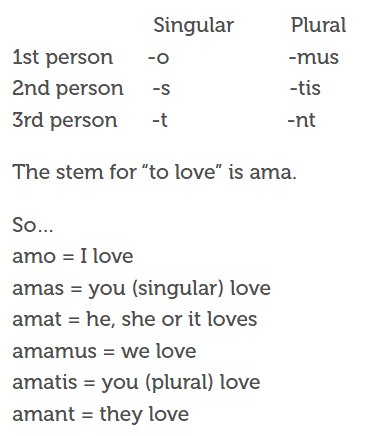 Singular Plural
1st person -o -mus
2nd person -s -tis
3rd person -t -nt
The stem for “to love” is ama.
So...
amo = I love
amas = you (singular) love
amat = he, she or it loves
amamus = we love
amatis = you (plural) love
amant = they love